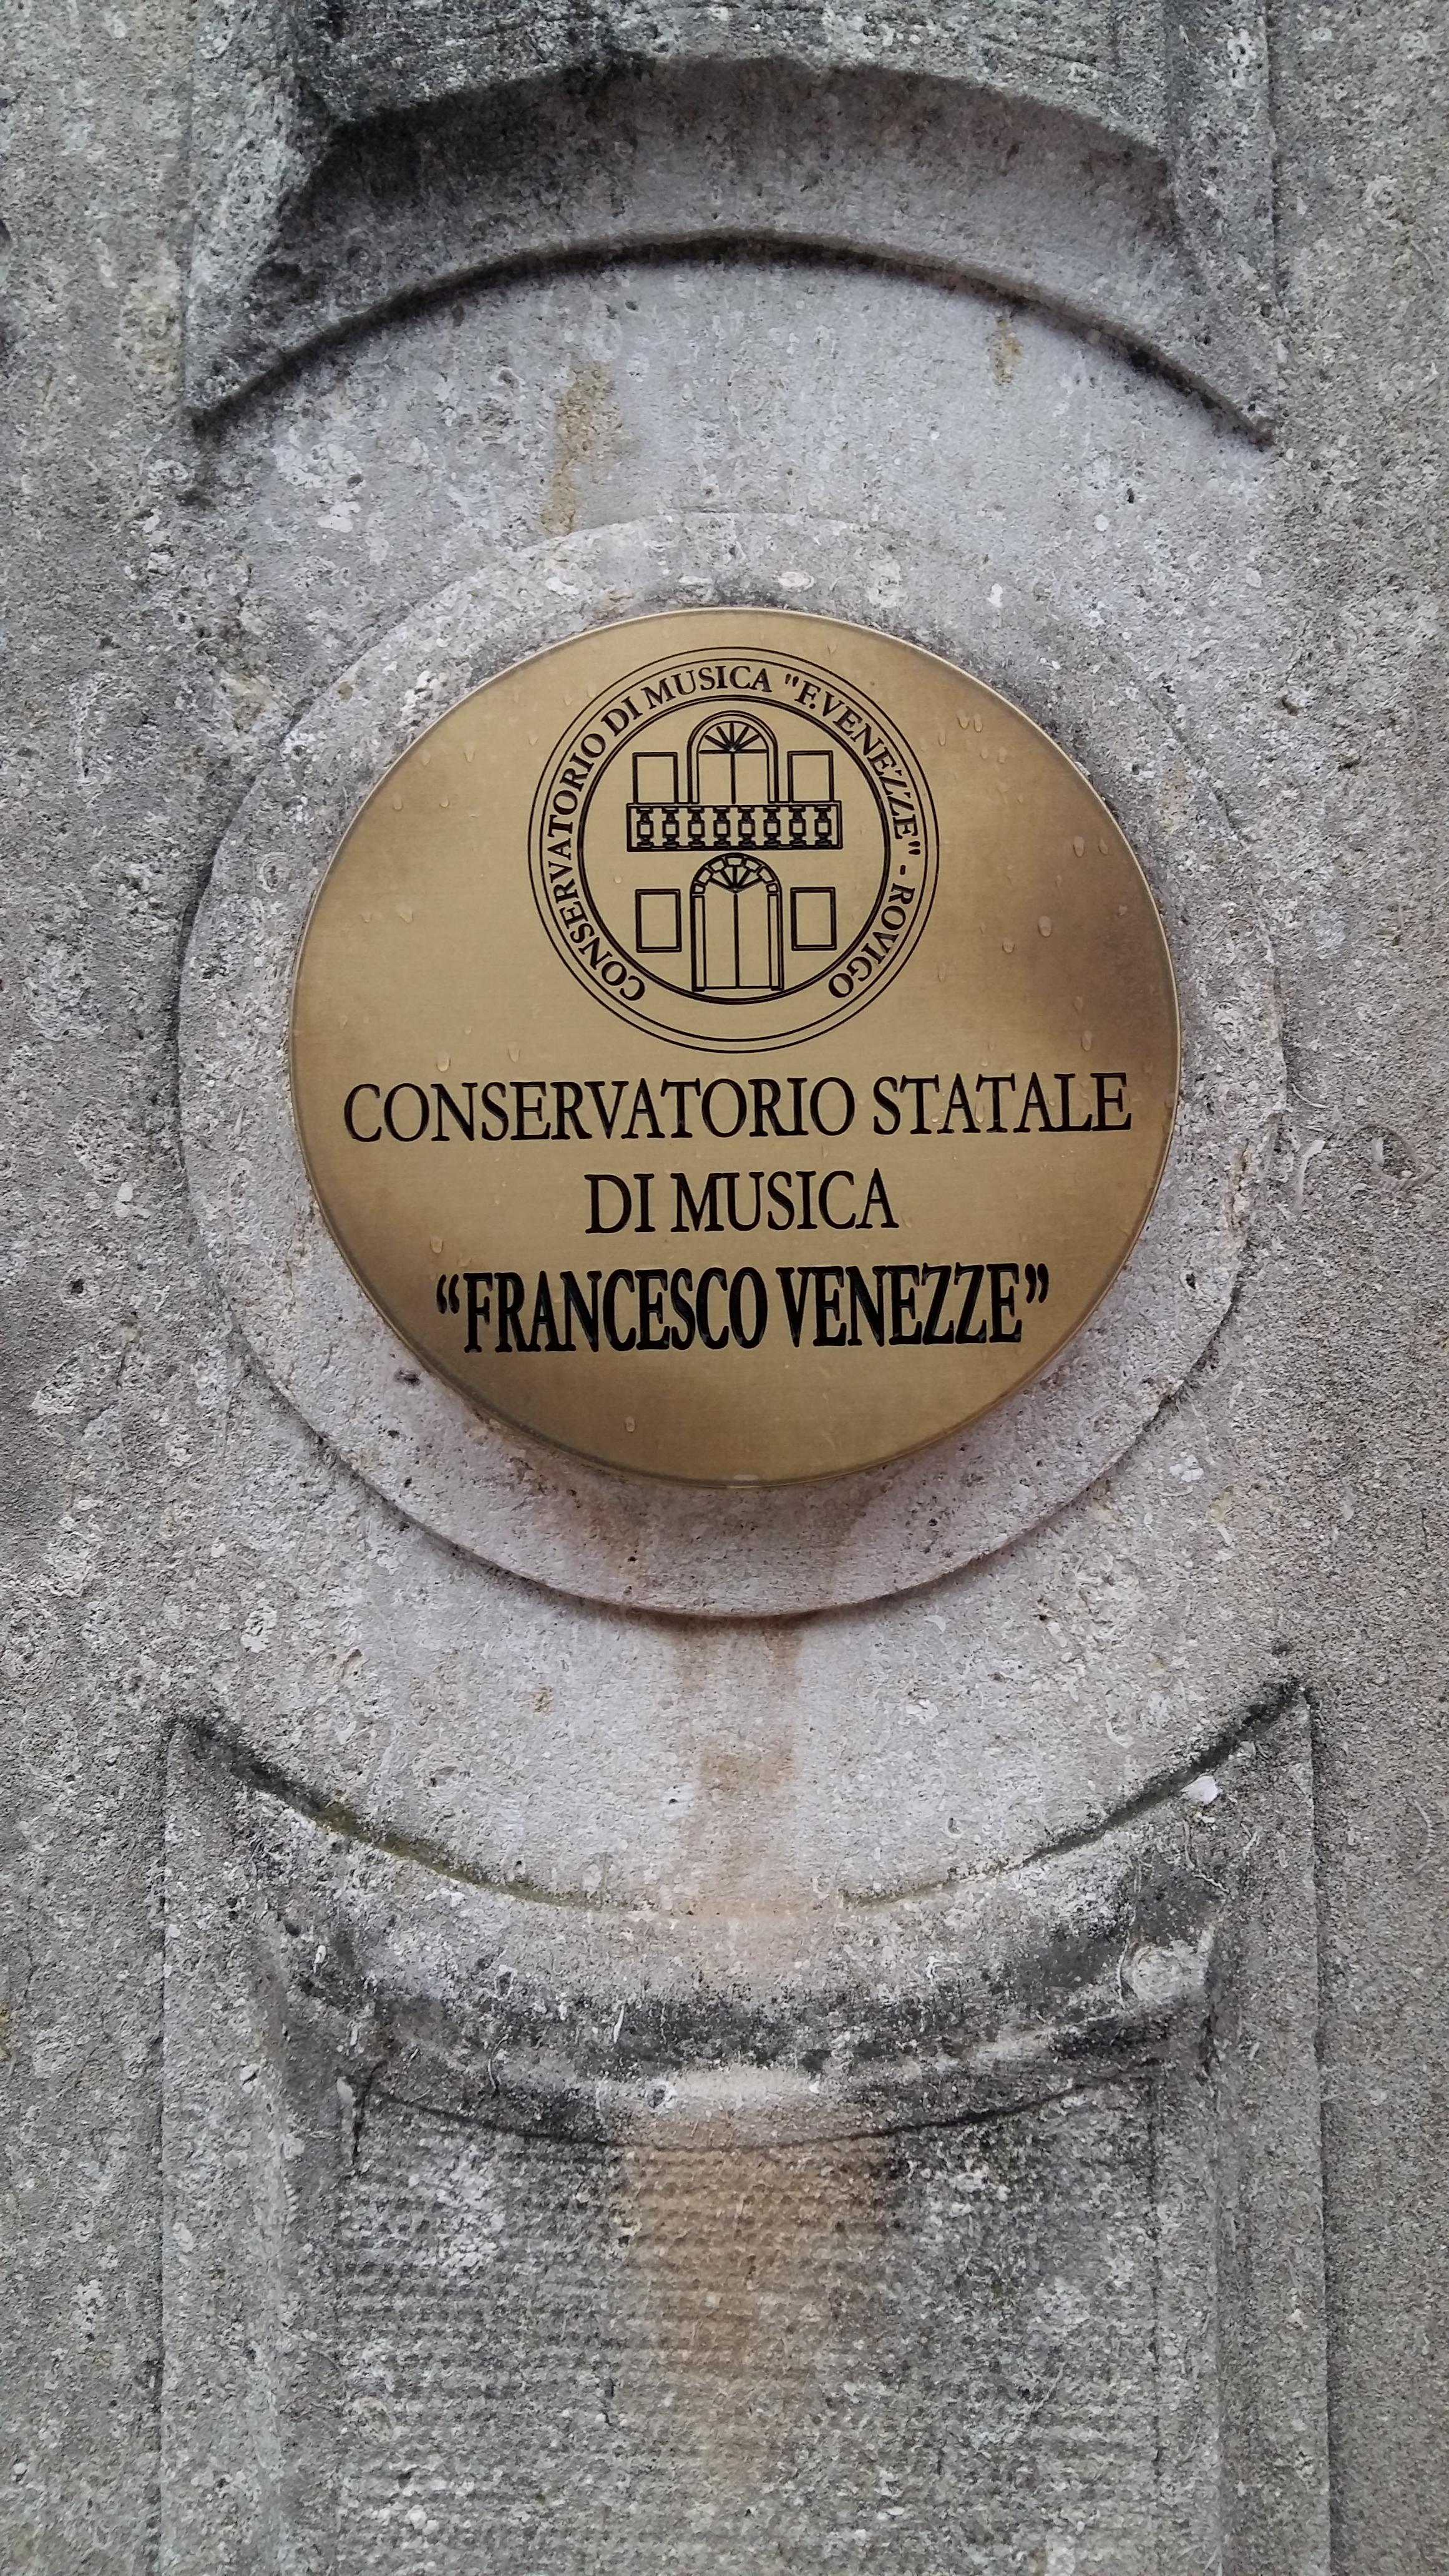 CONSERVATORIO DI MUSICA "F.VENEZZE" - ROVIGO
CONSERVATORIO STATALE
DI MUSICA
“FRANCESCO VENEZZE”